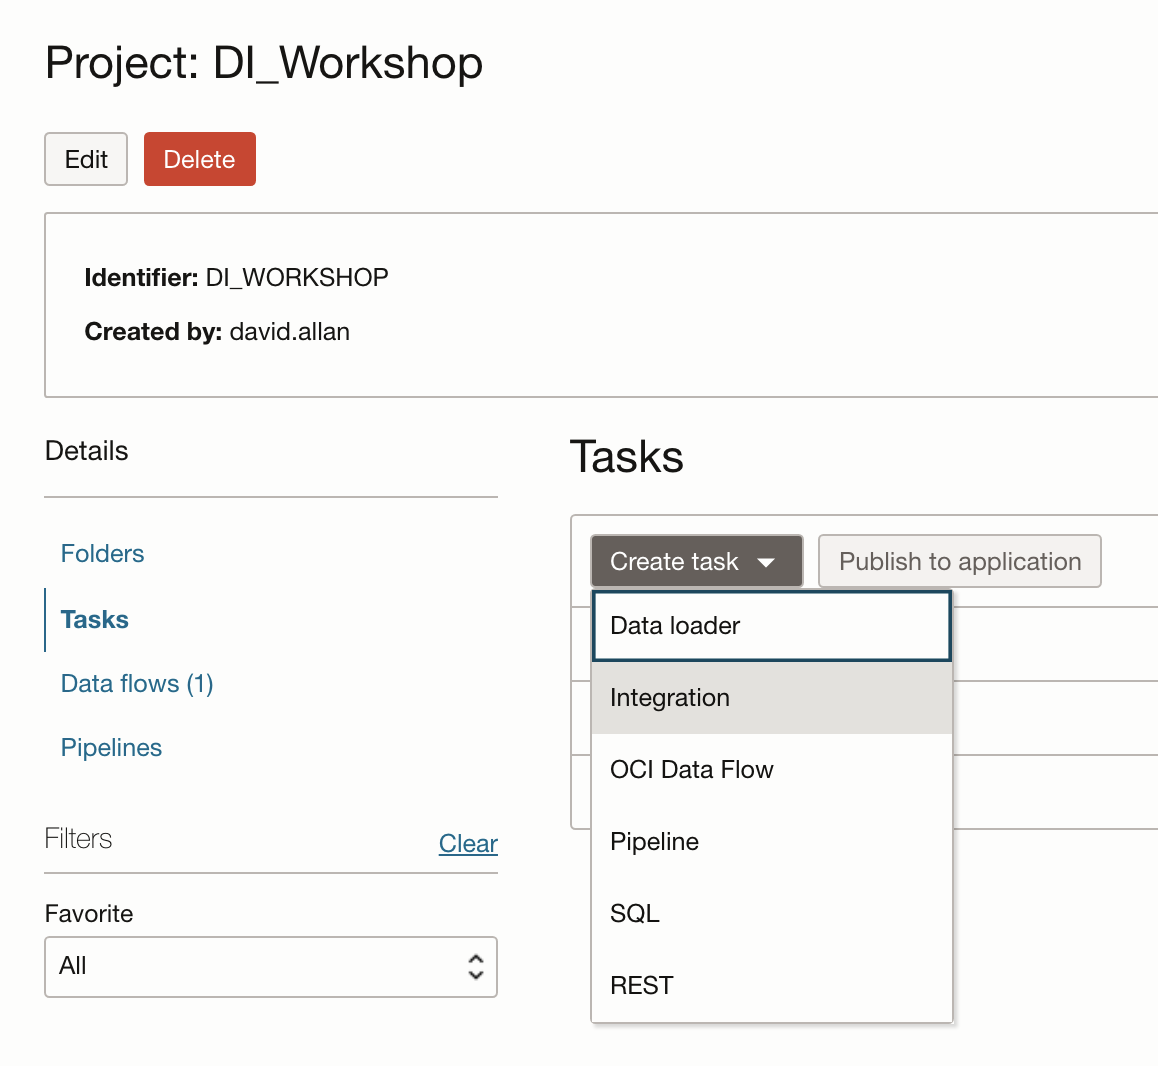 Project: DI_Workshop
Edit Delete
Identifier: DI_WORKSHOP
Created by: david.allan
Details
Folders
Tasks
Data flows (1)
Pipelines
Filters Clear
Favorite
All
Tasks
Create task Publish to application
Data loader
Integration
OCI Data Flow
Pipeline
SQL
REST